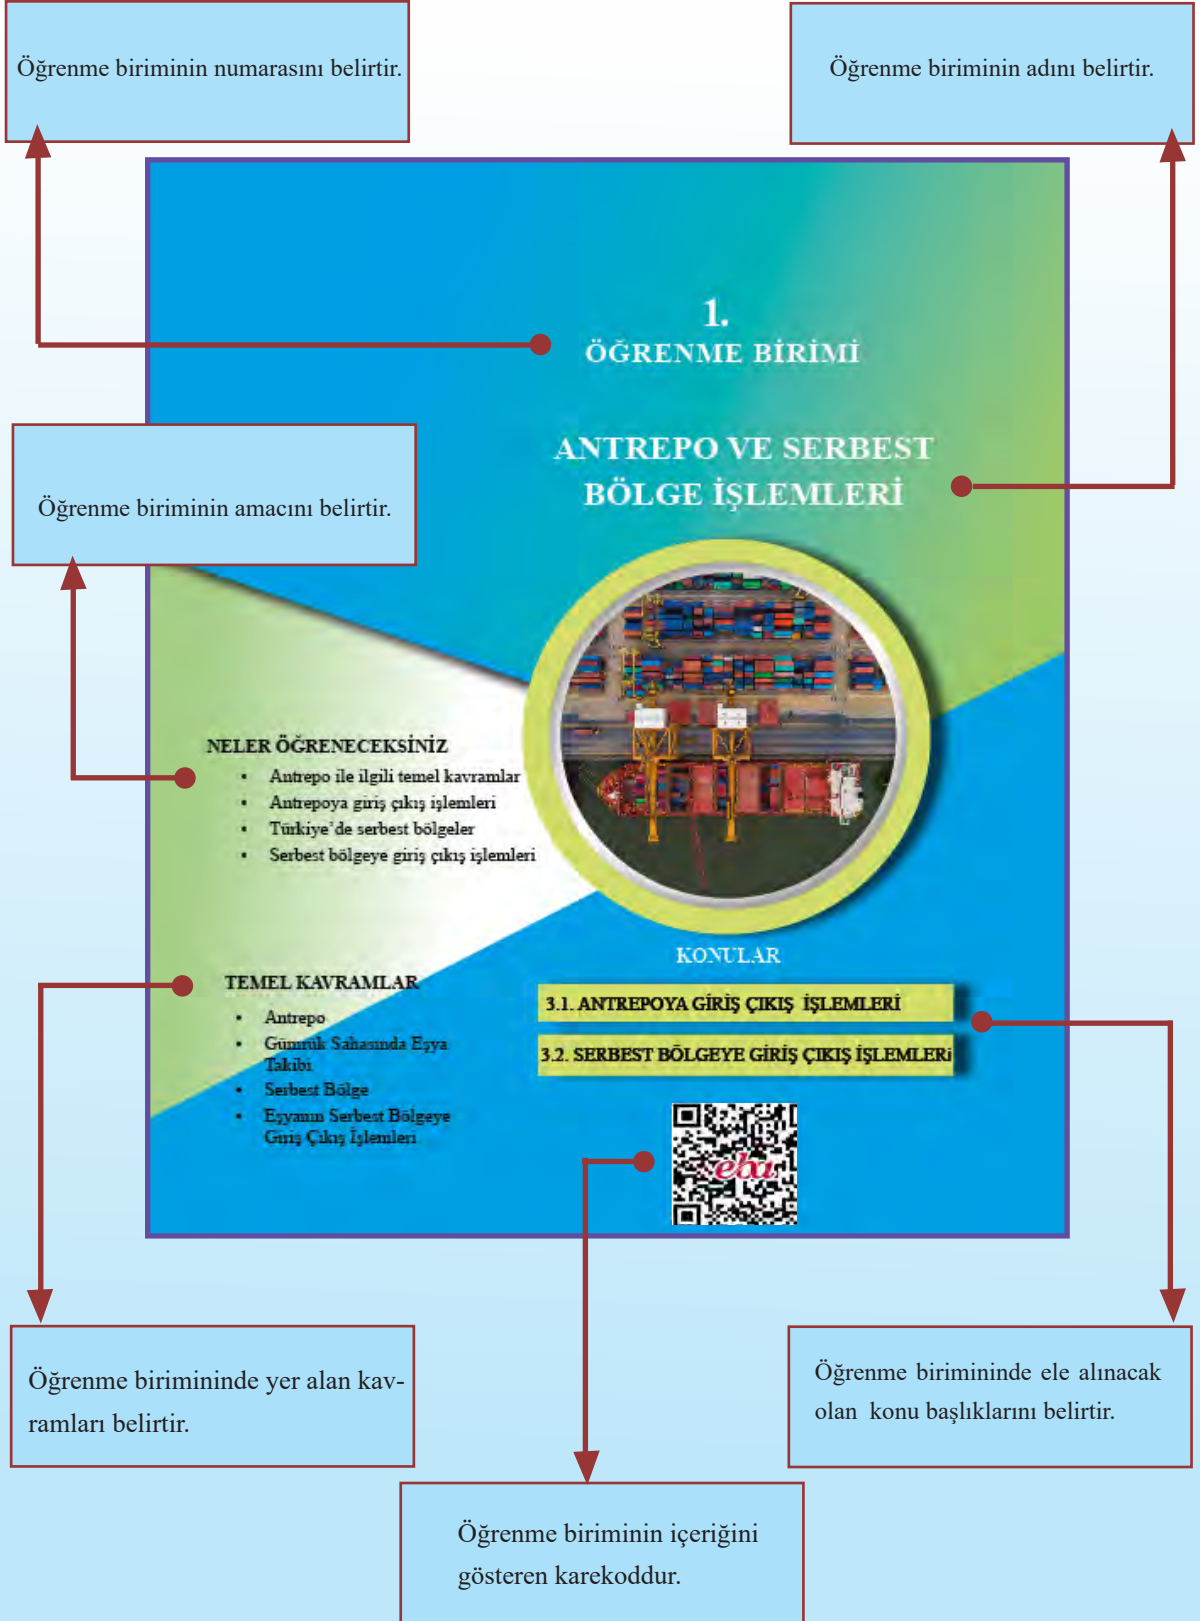 Öğrenme biriminin numarasını belirtir.
Öğrenme biriminin adını belirtir.
1.
ÖĞRENME BİRİMİ
ANTREPO VE SERBEST
BÖLGE İŞLEMLERİ
Öğrenme biriminin amacını belirtir.
NELER ÖĞRENECEKSİNİZ
▪ Antrepo ile ilgili temel kavramlar
▪ Antrepoya giriş çıkış işlemleri
▪ Türkiye’de serbest bölgeler
▪ Serbest bölgeye giriş çıkış işlemleri
TEMEL KAVRAMLAR
▪ Antrepo
▪ Gümrük Sahasında Eşya
Takibi
▪ Serbest Bölge
▪ Eşyanın Serbest Bölgeye
Giriş Çıkış İşlemleri
KONULAR
3.1. ANTREPOYA GİRİŞ ÇIKIŞ İŞLEMLERİ
3.2. SERBEST BÖLGEYE GİRİŞ ÇIKIŞ İŞLEMLERi
eba
Öğrenme birimininde yer alan kav-
ramları belirtir.
Öğrenme birimininde ele alınacak
olan konu başlıklarını belirtir.
Öğrenme biriminin içeriğini
gösteren karekoddur.